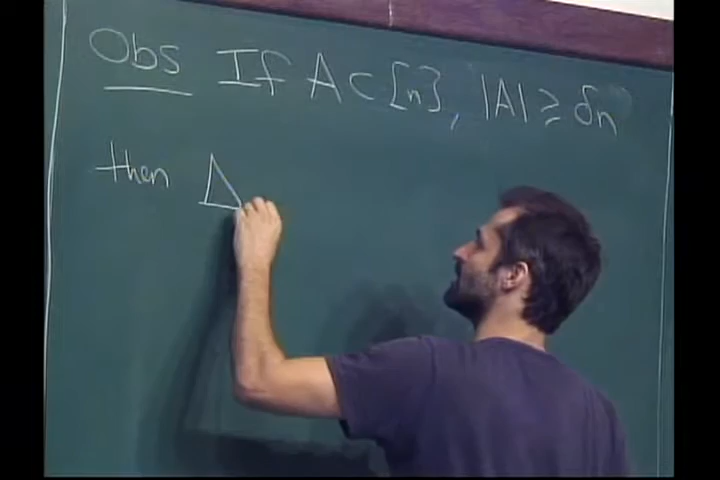 Obs If A ⊂ [n], |A| ≥ δn
then Δ